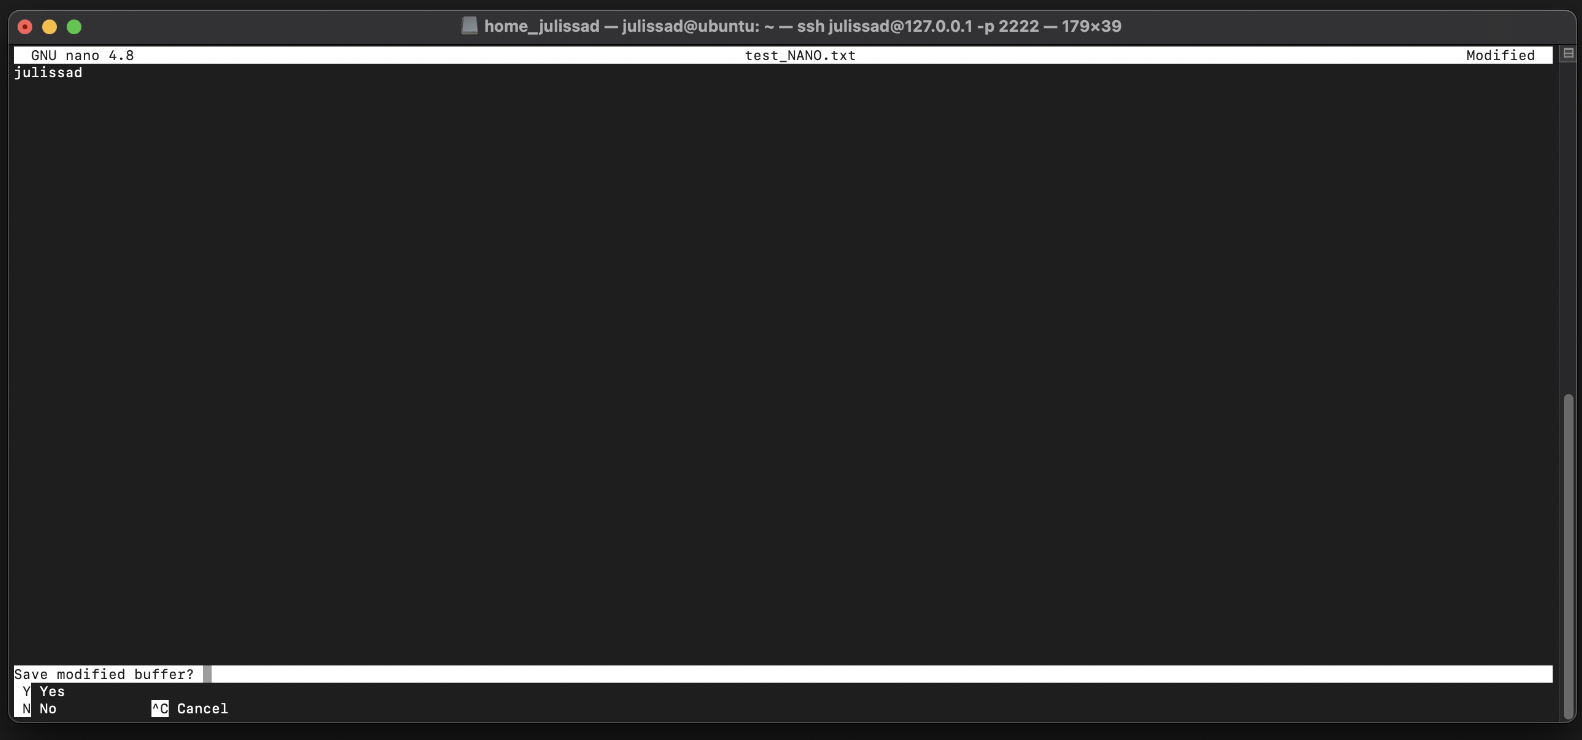 home_julissad — julissad@ubuntu: ~ — ssh julissad@127.0.0.1 -p 2222 — 179×39
GNU nano 4.8 test_NANO.txt Modified
julissad
Save modified buffer?
Y Yes
N No ^C Cancel